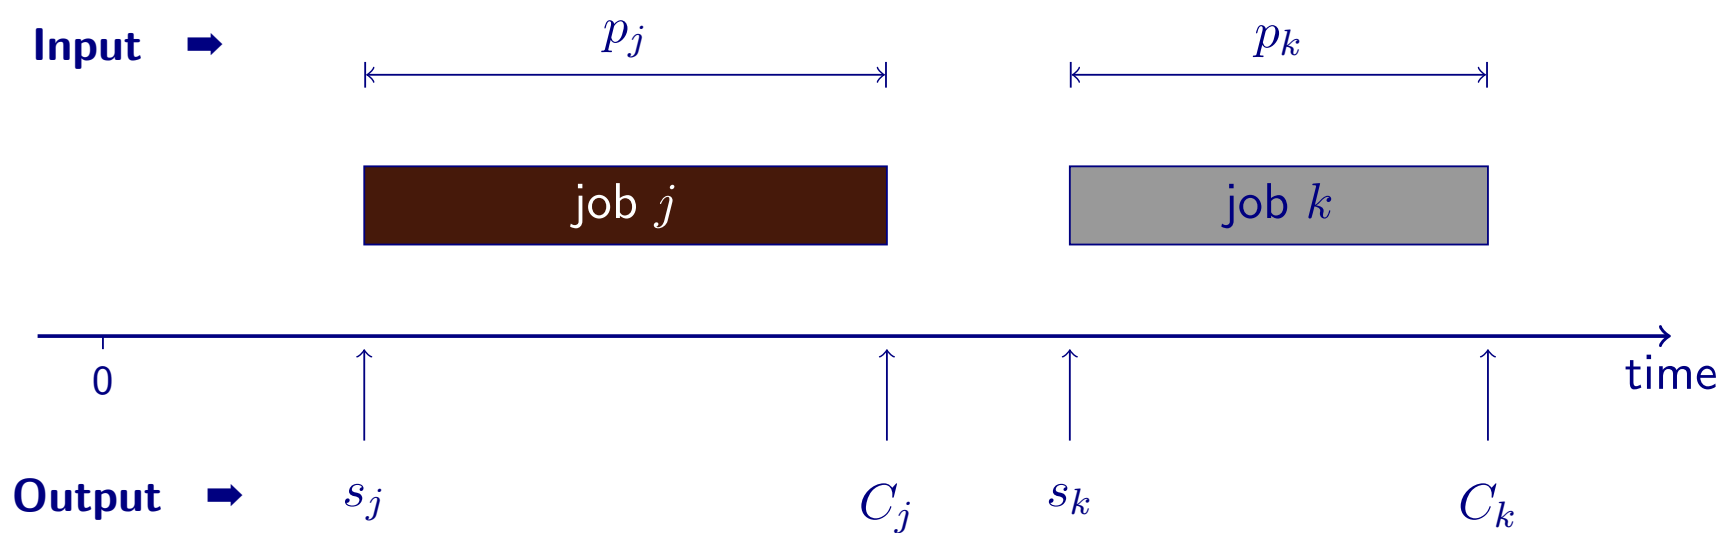 Input ➡ $p_j$ $p_k$
job $j$ job $k$
0 time
Output ➡ $s_j$ $C_j$ $s_k$ $C_k$